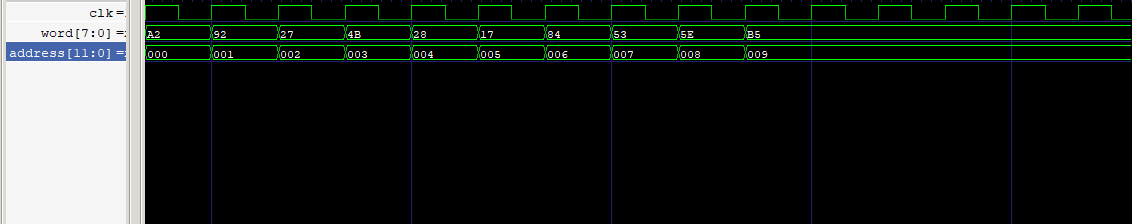 clk =
word[7:0] = A2 92 27 4B 28 17 84 53 5E B5
address[11:0] = 000 001 002 003 004 005 006 007 008 009